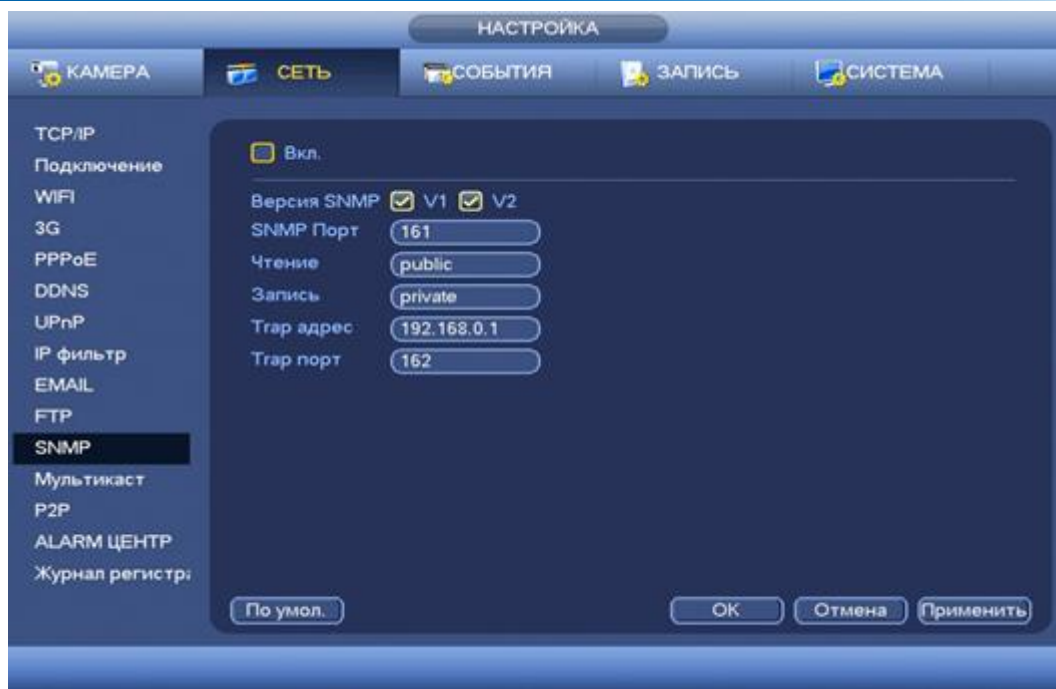 НАСТРОЙКА
КАМЕРА
СЕТЬ
СОБЫТИЯ
ЗАПИСЬ
СИСТЕМА
TCP/IP
Подключение
WIFI
3G
PPPoE
DDNS
UPnP
IP фильтр
EMAIL
FTP
SNMP
Мультикаст
P2P
ALARM ЦЕНТР
Журнал регистра
Вкл.
Версия SNMP V1 V2
SNMP Порт 161
Чтение public
Запись private
Trap адрес 192.168.0.1
Trap порт 162
По умол. OK Отмена Применить